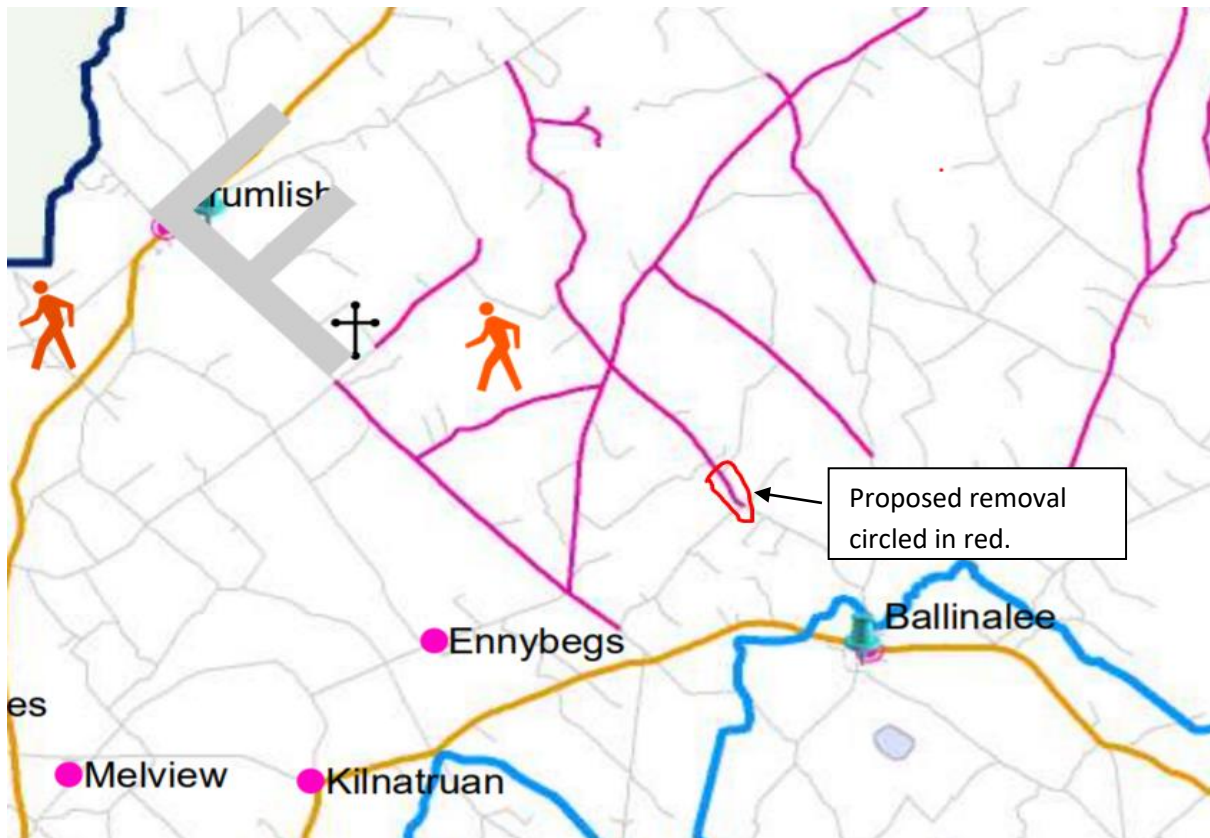 rumlish
Proposed removal
circled in red.
Ballinalee
Ennybegs
es
Melview
Kilnatruan